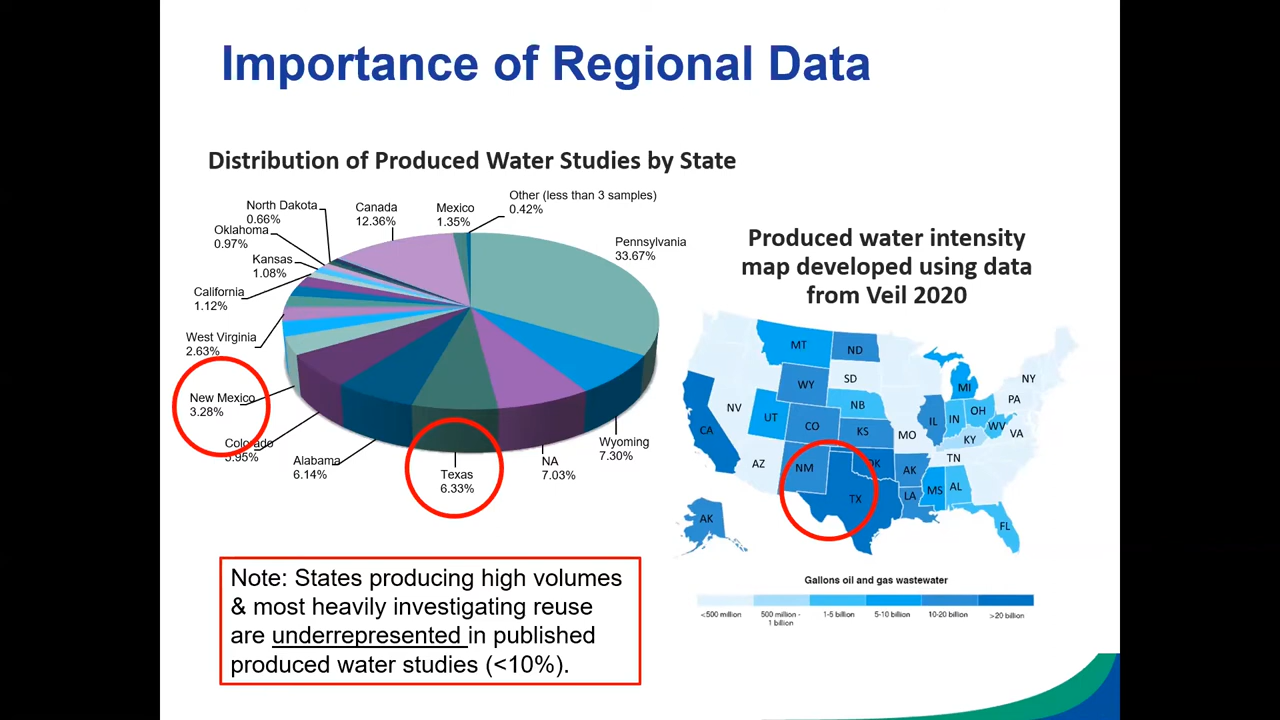 Importance of Regional Data
Distribution of Produced Water Studies by State
Other (less than 3 samples)
0.42%
Mexico
1.35%
Canada
12.36%
North Dakota
0.66%
Oklahoma
0.97%
Kansas
1.08%
California
1.12%
West Virginia
2.63%
New Mexico
3.28%
Colorado
5.95%
Alabama
6.14%
Texas
6.33%
NA
7.03%
Wyoming
7.30%
Pennsylvania
33.67%
Produced water intensity
map developed using data
from Veil 2020
MT
ND
MI
NY
WY
SD
PA
NV
UT
NB
OH
IL
IN
WV
CA
CO
KS
MO
KY
VA
AZ
NM
OK
AK
TN
TX
LA
MS
AL
AK
FL
Gallons oil and gas wastewater
<500 million
500 million -
1 billion
1-5 billion
5-10 billion
10-20 billion
>20 billion
Note: States producing high volumes
& most heavily investigating reuse
are underrepresented in published
produced water studies (<10%).